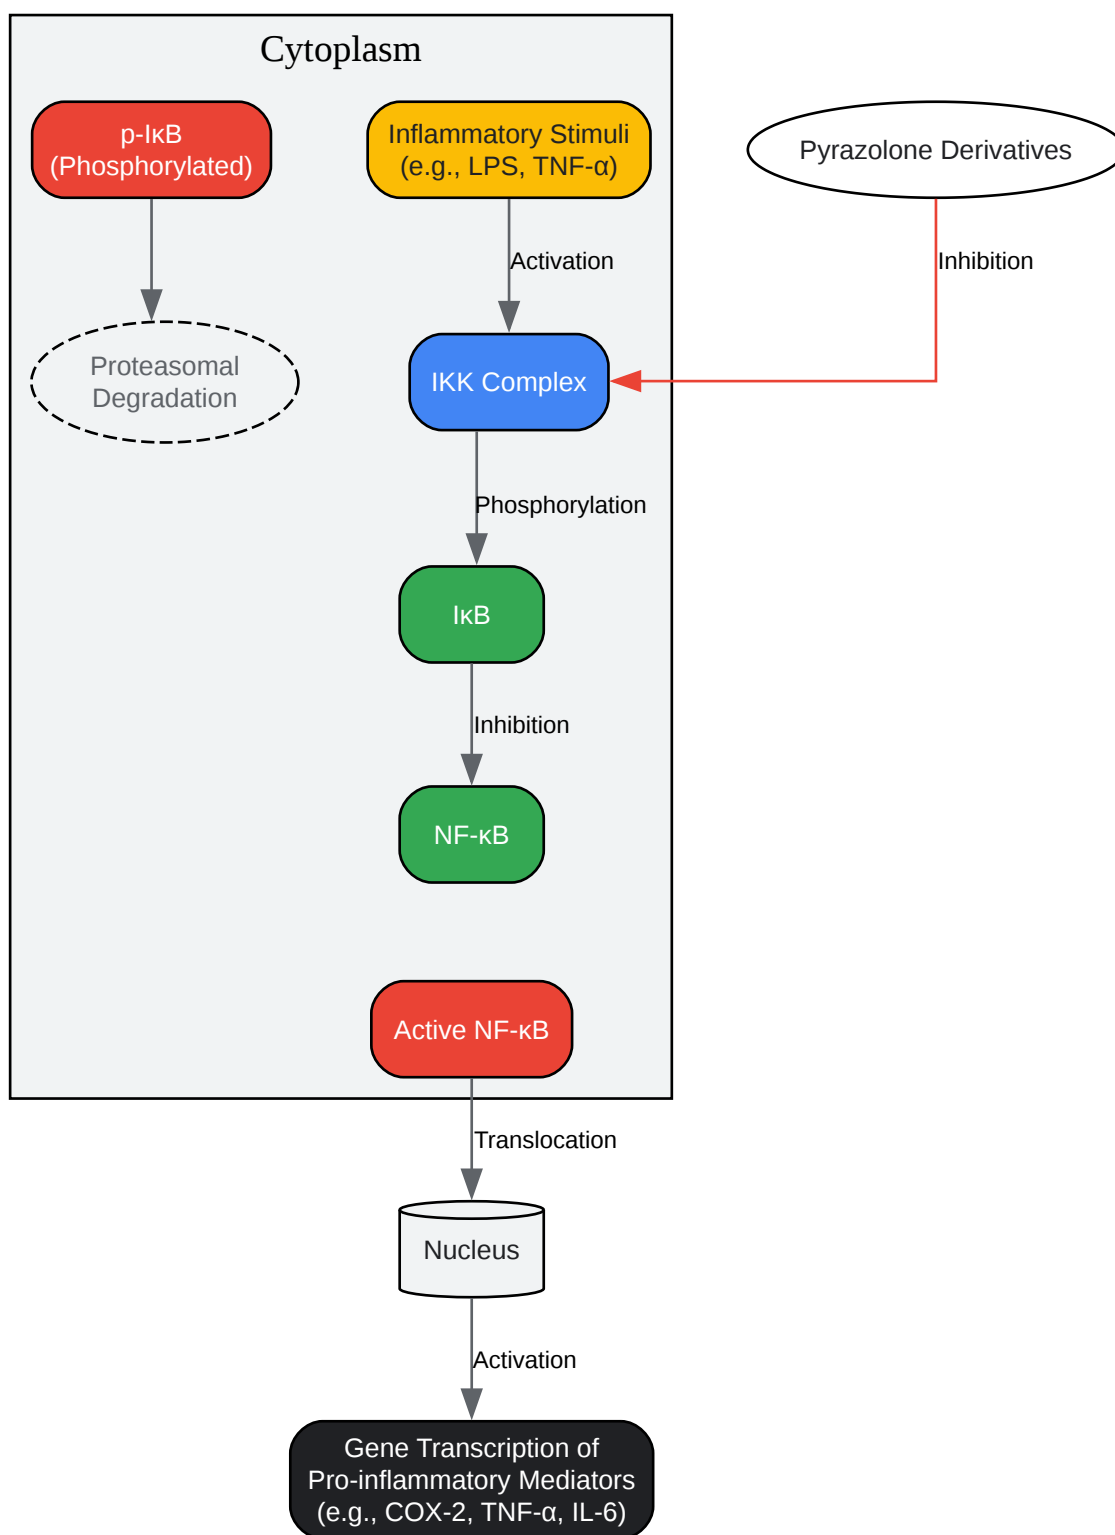 Cytoplasm
p-IκB
(Phosphorylated)
Inflammatory Stimuli
(e.g., LPS, TNF-α)
Pyrazolone Derivatives
Activation
Inhibition
Proteasomal
Degradation
IKK Complex
Phosphorylation
IκB
Inhibition
NF-κB
Active NF-κB
Translocation
Nucleus
Activation
Gene Transcription of
Pro-inflammatory Mediators
(e.g., COX-2, TNF-α, IL-6)